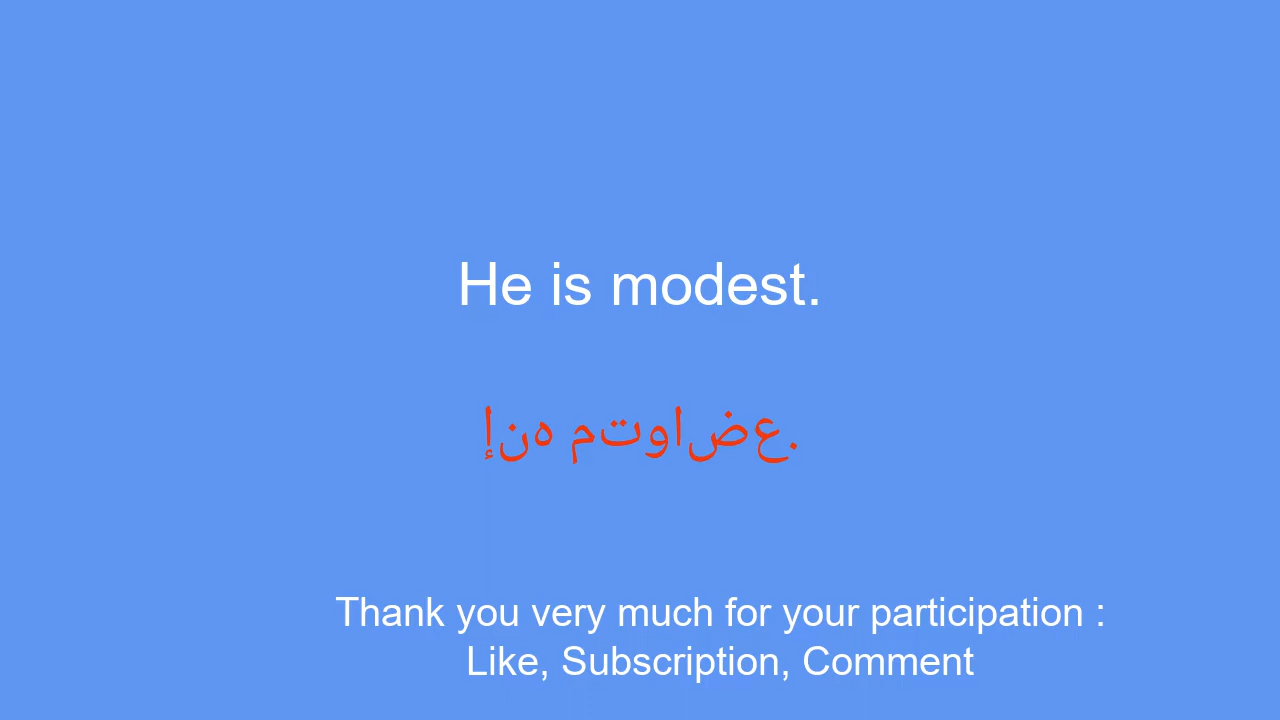 He is modest.
إنه متواضع.
Thank you very much for your participation :
Like, Subscription, Comment